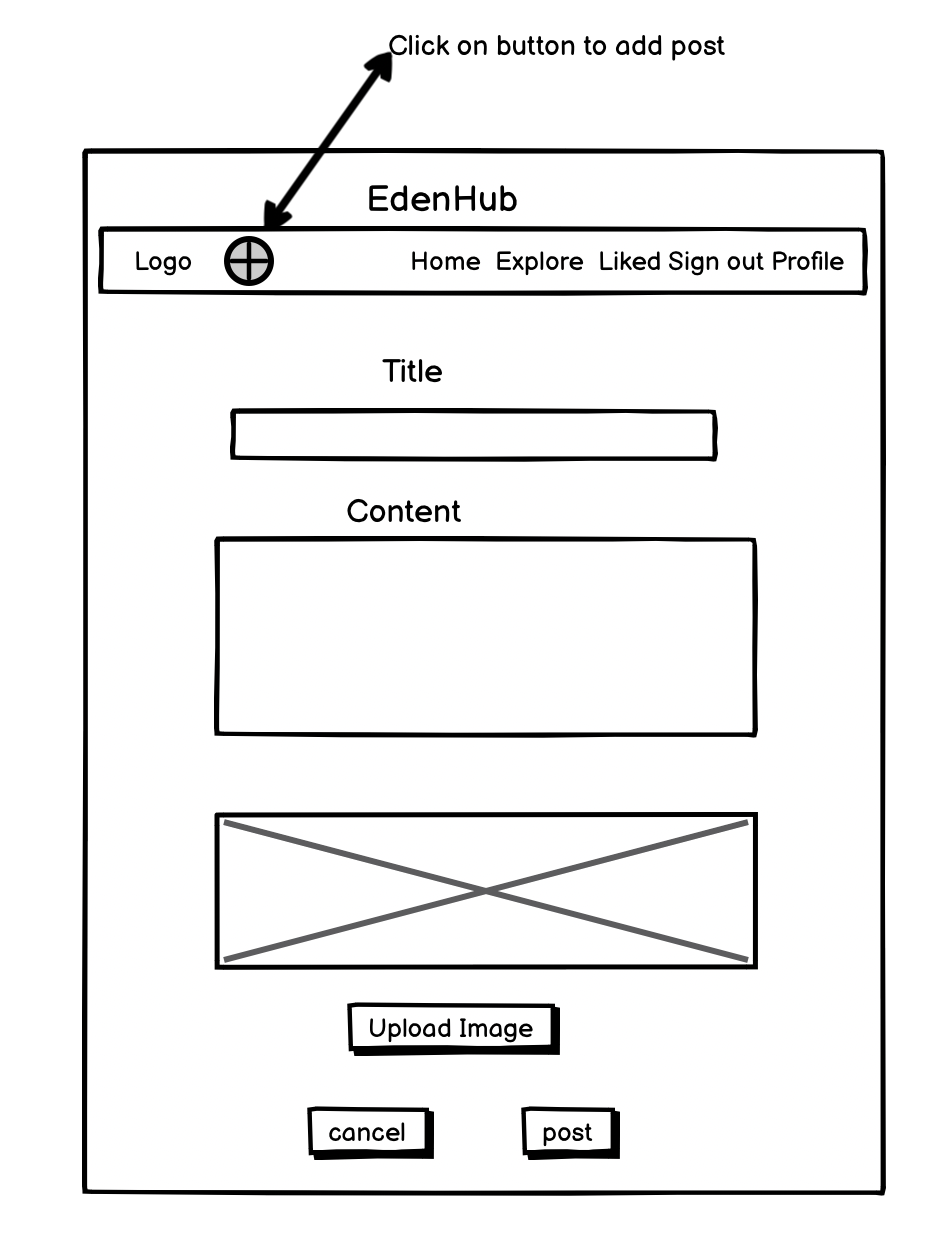 Click on button to add post
EdenHub
Logo Home Explore Liked Sign out Profile
Title
Content
Upload Image
cancel post